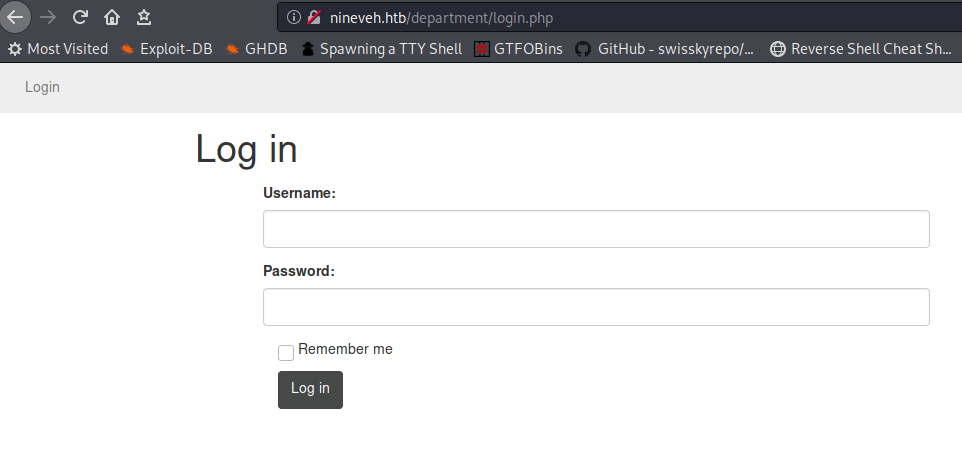 nineveh.htb/department/login.php
Most Visited Exploit-DB GHDB Spawning a TTY Shell GTFOBins GitHub - swisskyrepo/... Reverse Shell Cheat Sh...
Login
Log in
Username:
Password:
Remember me
Log in